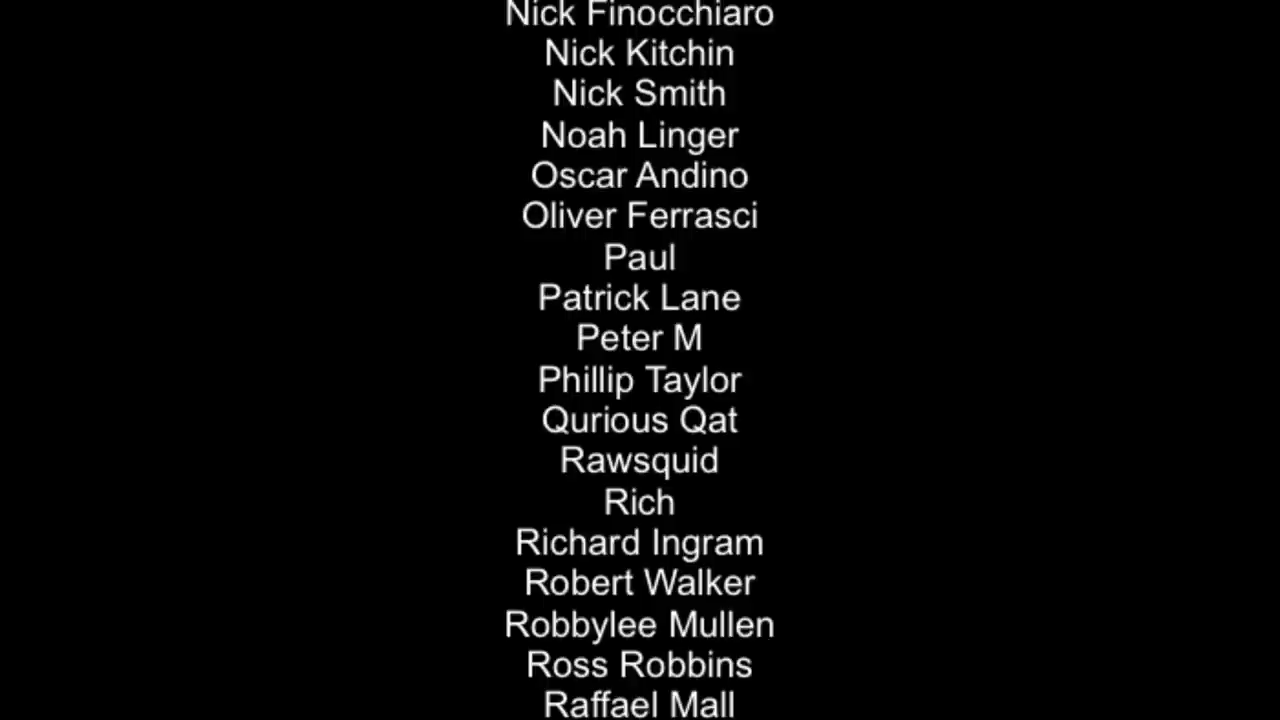 Nick Finocchiaro
Nick Kitchin
Nick Smith
Noah Linger
Oscar Andino
Oliver Ferrasci
Paul
Patrick Lane
Peter M
Phillip Taylor
Qurious Qat
Rawsquid
Rich
Richard Ingram
Robert Walker
Robbylee Mullen
Ross Robbins
Raffael Mall